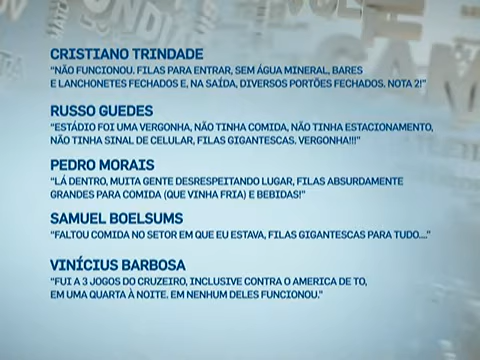 CRISTIANO TRINDADE
"NÃO FUNCIONOU. FILAS PARA ENTRAR, SEM ÁGUA MINERAL, BARES
E LANCHONETES FECHADOS E, NA SAÍDA, DIVERSOS PORTÕES FECHADOS. NOTA 2!"
RUSSO GUEDES
"ESTÁDIO FOI UMA VERGONHA, NÃO TINHA COMIDA, NÃO TINHA ESTACIONAMENTO,
NÃO TINHA SINAL DE CELULAR, FILAS GIGANTESCAS. VERGONHA!!!"
PEDRO MORAIS
"LÁ DENTRO, MUITA GENTE DESRESPEITANDO LUGAR, FILAS ABSURDAMENTE
GRANDES PARA COMIDA (QUE VINHA FRIA) E BEBIDAS!"
SAMUEL BOELSUMS
"FALTOU COMIDA NO SETOR EM QUE EU ESTAVA, FILAS GIGANTESCAS PARA TUDO...."
VINÍCIUS BARBOSA
"FUI A 3 JOGOS DO CRUZEIRO, INCLUSIVE CONTRA O AMERICA DE TO,
EM UMA QUARTA À NOITE. EM NENHUM DELES FUNCIONOU."